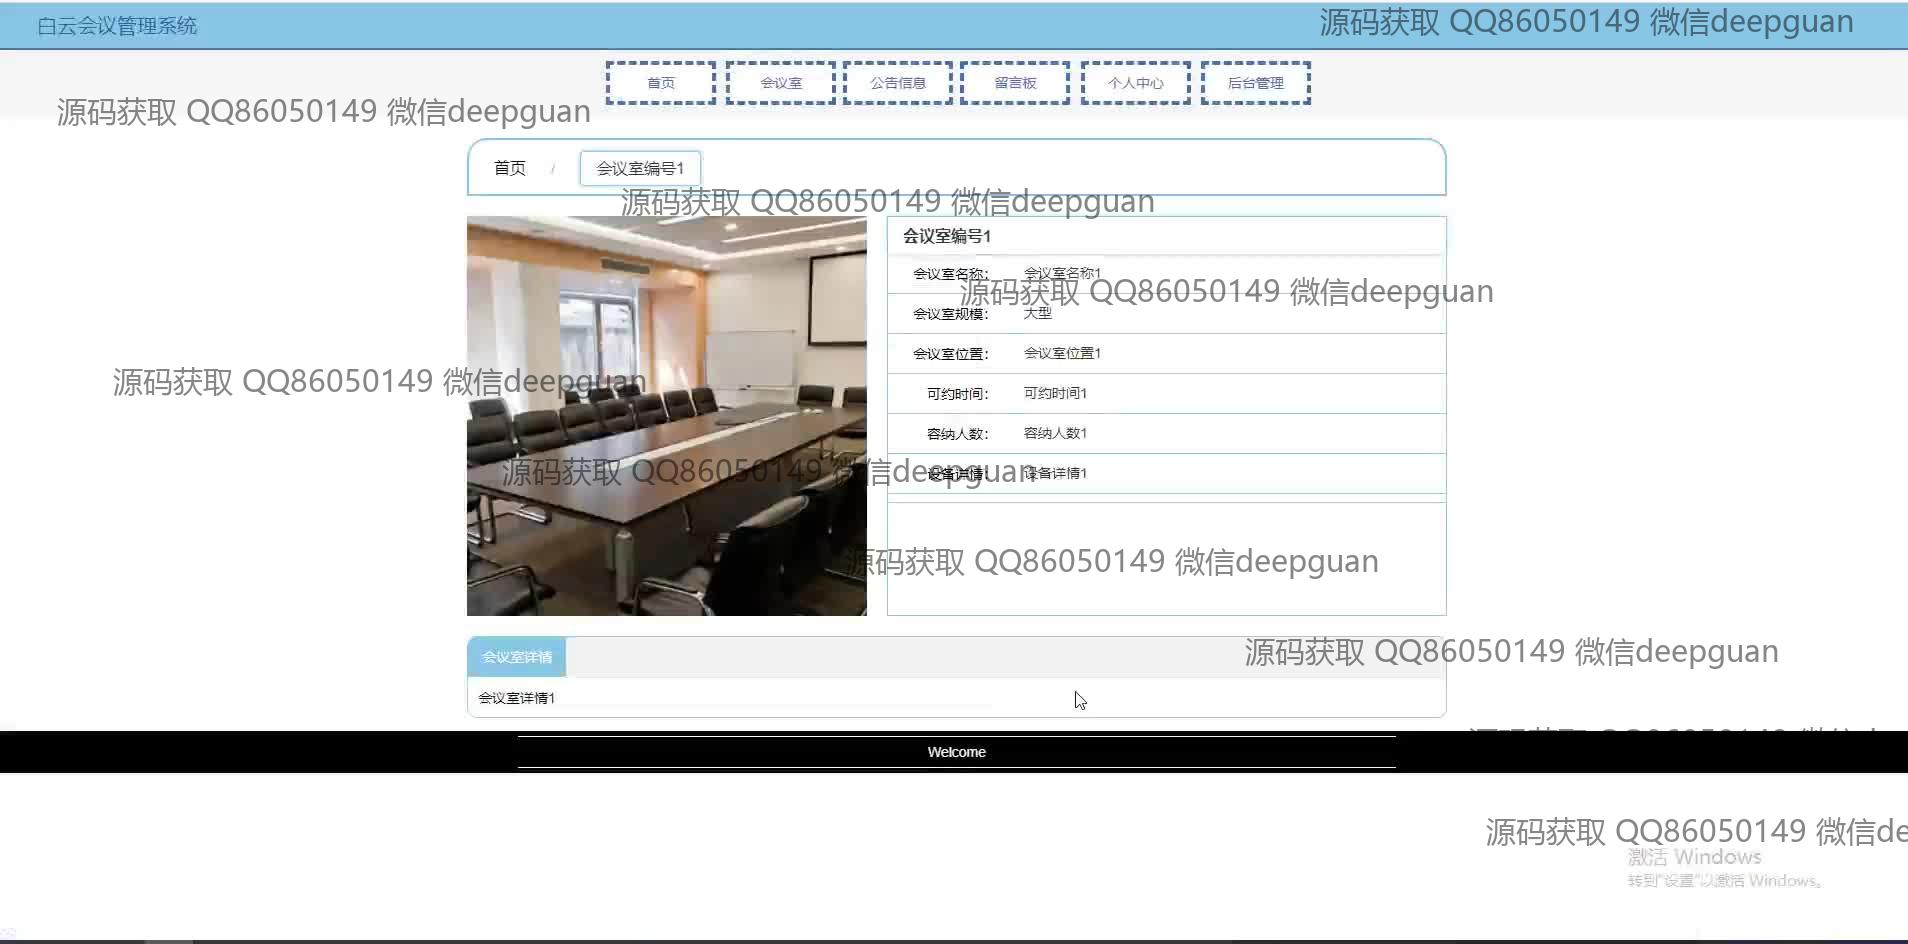 白云会议管理系统
源码获取 QQ86050149 微信deepguan
首页 会议室 公告信息 留言板 个人中心 后台管理
源码获取 QQ86050149 微信deepguan
首页 / 会议室编号1
源码获取 QQ86050149 微信deepguan
会议室编号1
会议室名称： 会议室名称1
源码获取 QQ86050149 微信deepguan
会议室规模： 大型
会议室位置： 会议室位置1
源码获取 QQ86050149 微信deepguan
可约时间： 可约时间1
容纳人数： 容纳人数1
源码获取 QQ86050149 微信deepguan
设备详情： 设备详情1
源码获取 QQ86050149 微信deepguan
源码获取 QQ86050149 微信deepguan
会议室详情
会议室详情1
Welcome
源码获取 QQ86050149 微信de
激活 Windows
转到"设置"以激活 Windows。